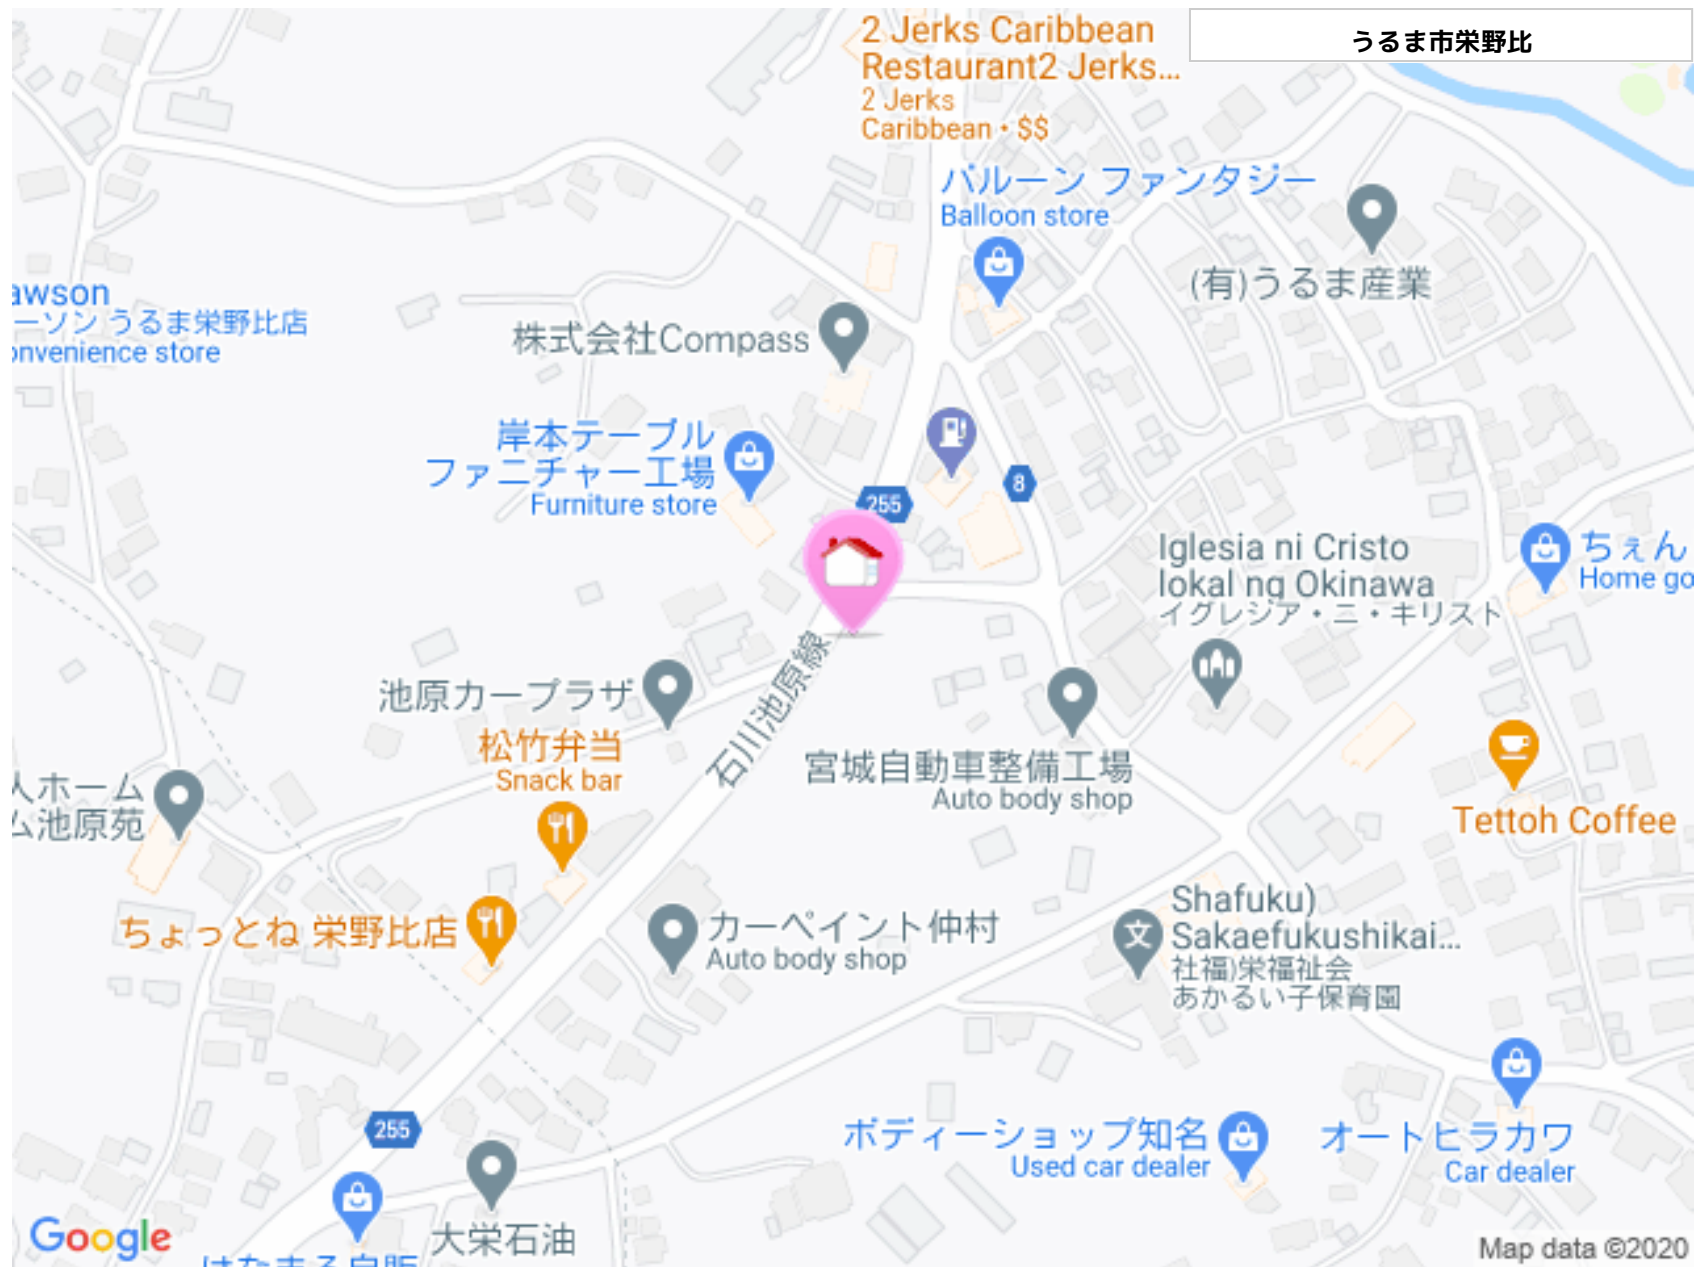 うるま市栄野比
2 Jerks Caribbean
Restaurant2 Jerks...
2 Jerks
Caribbean • $$
バルーン ファンタジー
Balloon store
(有)うるま産業
awson
ーソン うるま栄野比店
onvenience store
株式会社Compass
岸本テーブル
ファニチャー工場
Furniture store
255
8
Iglesia ni Cristo
lokal ng Okinawa
イグレジア・ニ・キリスト
ちぇん
Home go
石川池原線
池原カープラザ
松竹弁当
Snack bar
宮城自動車整備工場
Auto body shop
Tettoh Coffee
人ホーム
ム池原苑
ちょっとね 栄野比店
カーペイント仲村
Auto body shop
Shafuku)
Sakaefukushikai...
社福)栄福祉会
あかるい子保育園
255
ボディーショップ知名
Used car dealer
オートヒラカワ
Car dealer
大栄石油
Google
はなまる自販
Map data ©2020